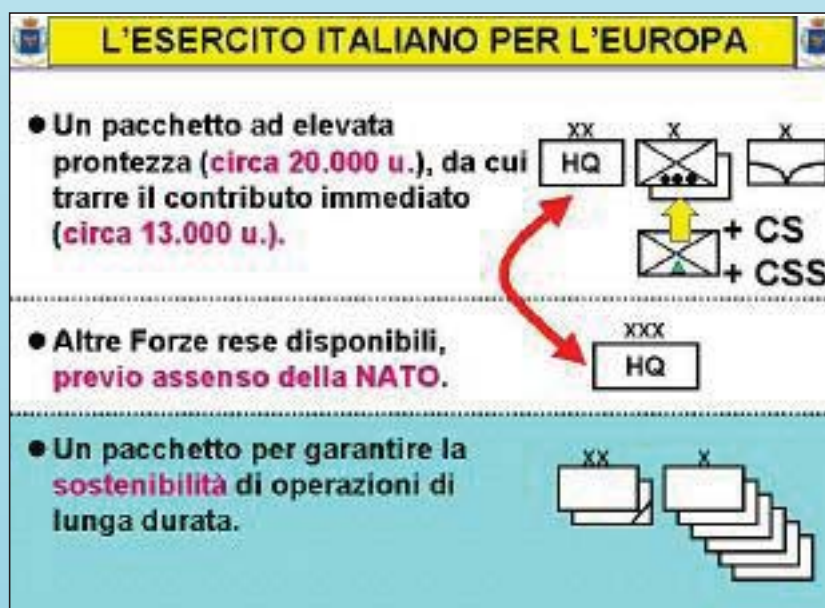 L'ESERCITO ITALIANO PER L'EUROPA
● Un pacchetto ad elevata
prontezza (circa 20.000 u.), da cui
trarre il contributo immediato
(circa 13.000 u.).
XX X X
HQ
+ CS
+ CSS
● Altre Forze rese disponibili,
previo assenso della NATO.
XXX
HQ
● Un pacchetto per garantire la
sostenibilità di operazioni di
lunga durata.
XX X